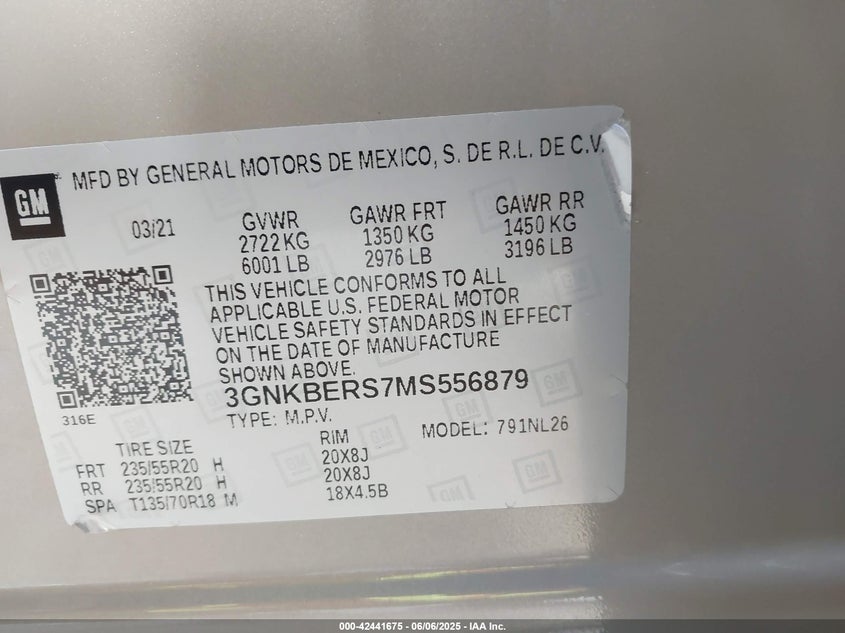 MFD BY GENERAL MOTORS DE MEXICO, S. DE R.L. DE C.V.
GM
03/21
GVWR GAWR FRT GAWR RR
2722 KG 1350 KG 1450 KG
6001 LB 2976 LB 3196 LB
THIS VEHICLE CONFORMS TO ALL
APPLICABLE U.S. FEDERAL MOTOR
VEHICLE SAFETY STANDARDS IN EFFECT
ON THE DATE OF MANUFACTURE
SHOWN ABOVE.
3GNKBERS7MS556879
316E
TYPE: M.P.V. MODEL: 791NL26
TIRE SIZE RIM
FRT 235/55R20 H 20X8J
RR 235/55R20 H 20X8J
SPA T135/70R18 M 18X4.5B
000-42441675 - 06/06/2025 - IAA Inc.